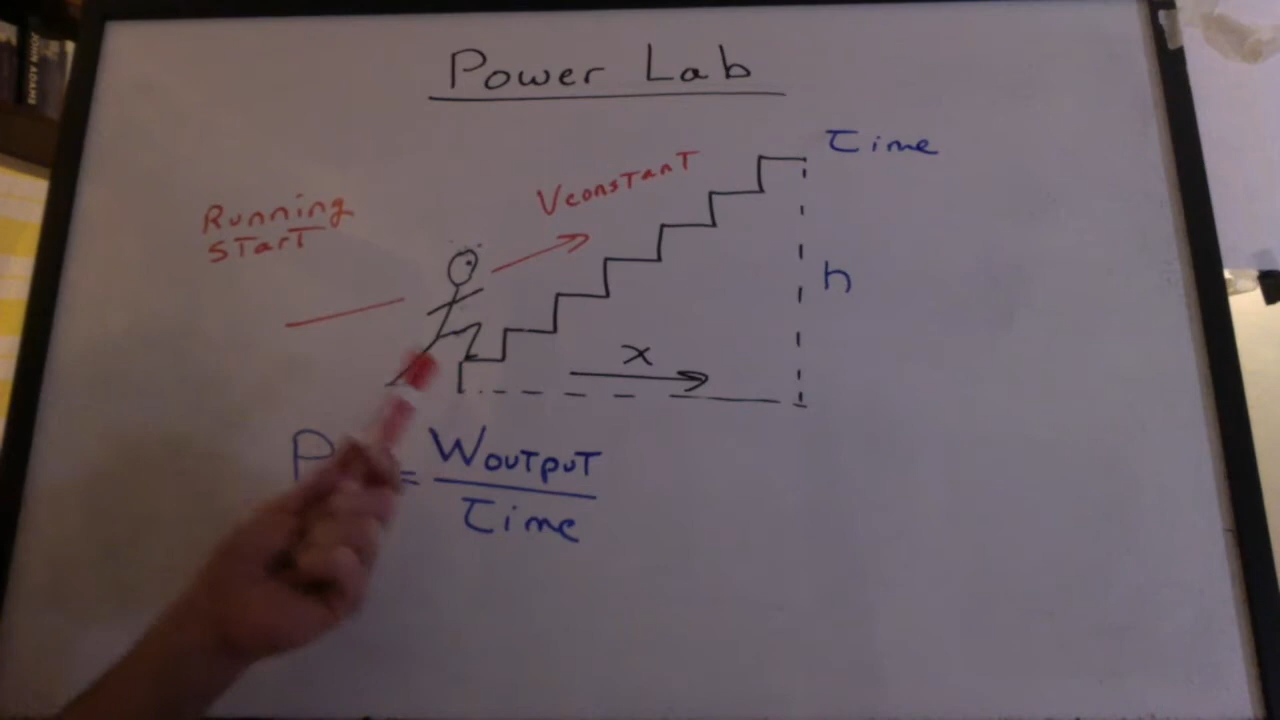 Power Lab
Time
VconsTanT
Running
STarT
h
x
P = WouTpuT
Time